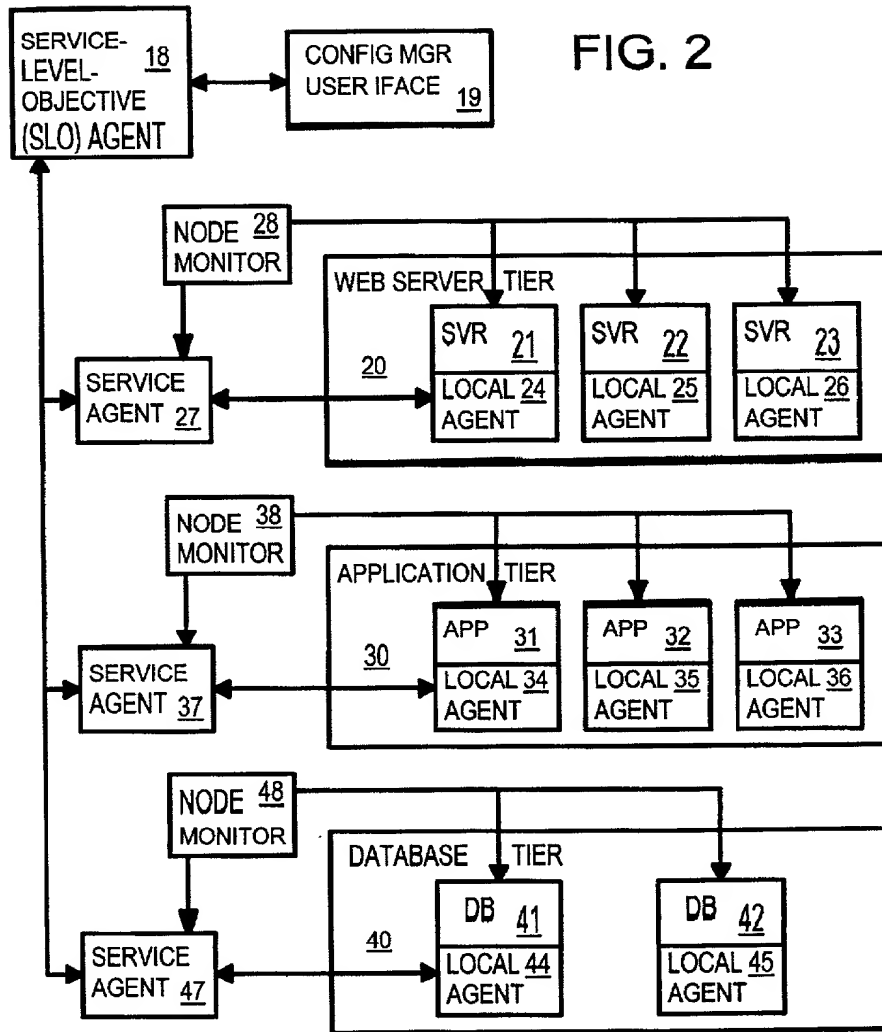 FIG. 2
SERVICE-
LEVEL- 18
OBJECTIVE
(SLO) AGENT
CONFIG MGR
USER IFACE 19
NODE 28
MONITOR
WEB SERVER TIER
SERVICE
AGENT 27
20
SVR 21
LOCAL 24
AGENT
SVR 22
LOCAL 25
AGENT
SVR 23
LOCAL 26
AGENT
NODE 38
MONITOR
APPLICATION TIER
SERVICE
AGENT 37
30
APP 31
LOCAL 34
AGENT
APP 32
LOCAL 35
AGENT
APP 33
LOCAL 36
AGENT
NODE 48
MONITOR
DATABASE TIER
SERVICE
AGENT 47
40
DB 41
LOCAL 44
AGENT
DB 42
LOCAL 45
AGENT